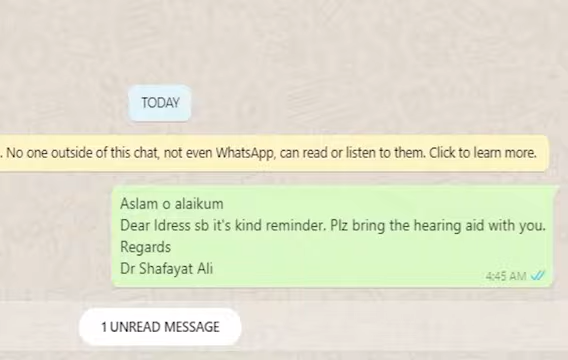 TODAY
. No one outside of this chat, not even WhatsApp, can read or listen to them. Click to learn more.
Aslam o alaikum
Dear Idress sb it's kind reminder. Plz bring the hearing aid with you.
Regards
Dr Shafayat Ali
4:45 AM
1 UNREAD MESSAGE